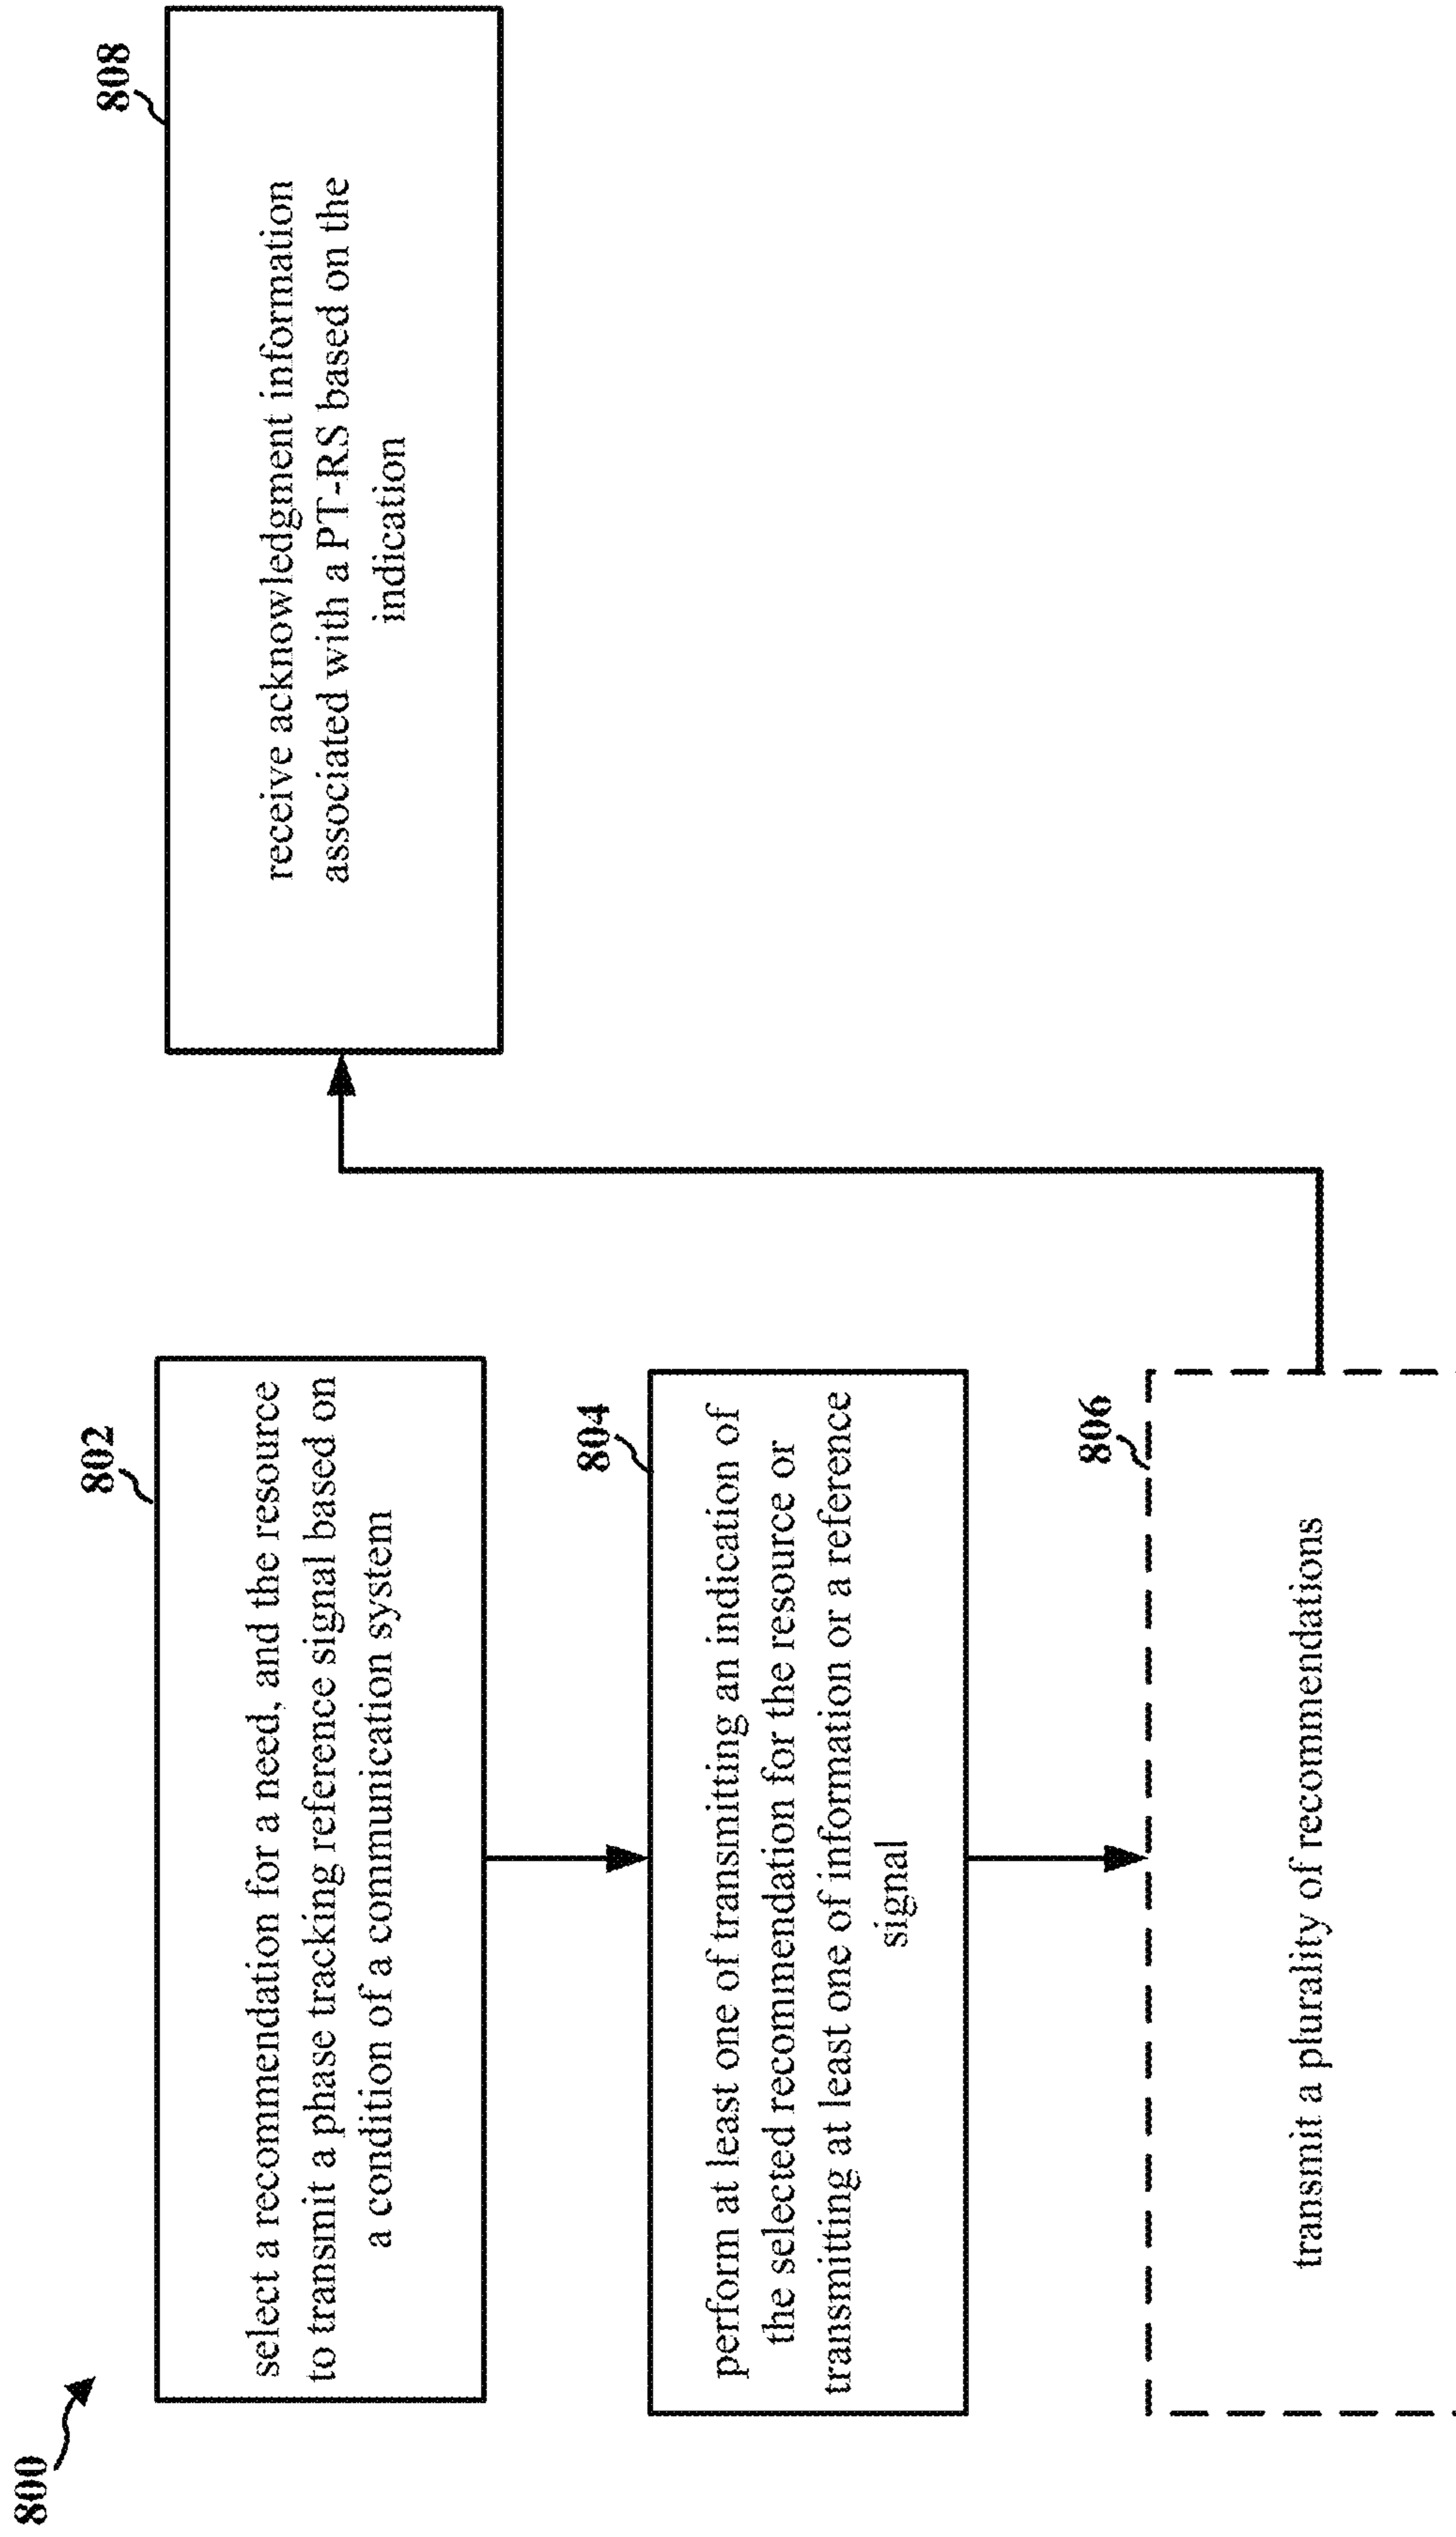 800
802
select a recommendation for a need, and the resource
to transmit a phase tracking reference signal based on
a condition of a communication system
804
perform at least one of transmitting an indication of
the selected recommendation for the resource or
transmitting at least one of information or a reference
signal
806
transmit a plurality of recommendations
808
receive acknowledgment information
associated with a PT-RS based on the
indication